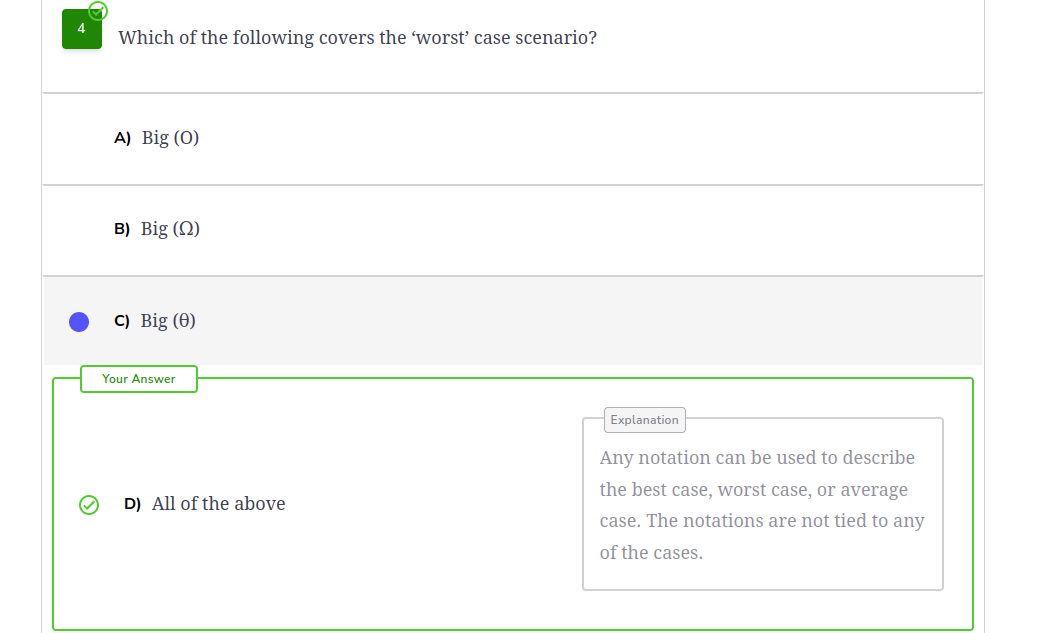 4
Which of the following covers the ‘worst’ case scenario?
A) Big (O)
B) Big (Ω)
C) Big (θ)
Your Answer
D) All of the above
Explanation
Any notation can be used to describe
the best case, worst case, or average
case. The notations are not tied to any
of the cases.